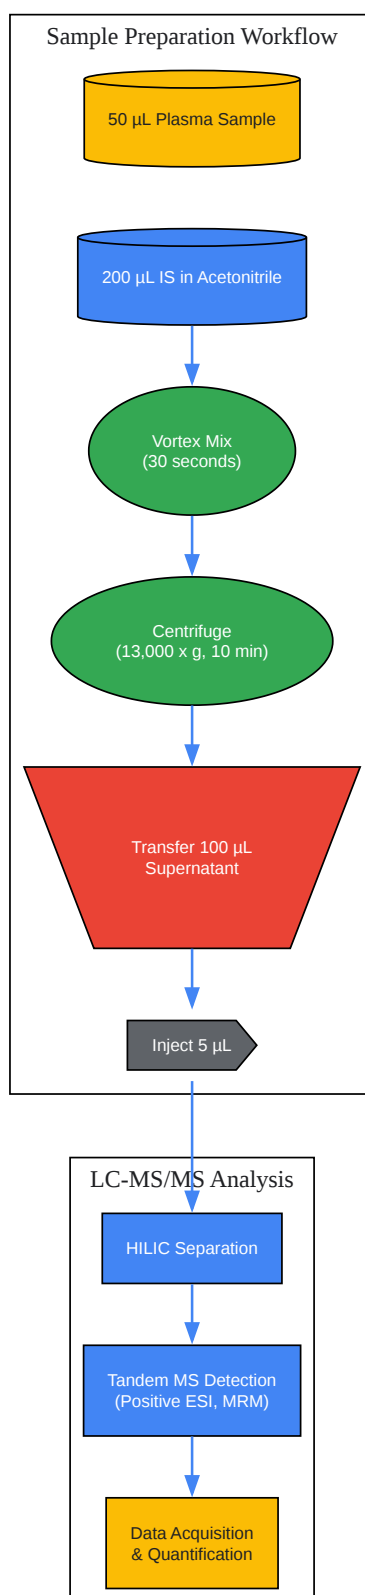 Sample Preparation Workflow
50 µL Plasma Sample
200 µL IS in Acetonitrile
Vortex Mix
(30 seconds)
Centrifuge
(13,000 x g, 10 min)
Transfer 100 µL
Supernatant
Inject 5 µL
LC-MS/MS Analysis
HILIC Separation
Tandem MS Detection
(Positive ESI, MRM)
Data Acquisition
& Quantification